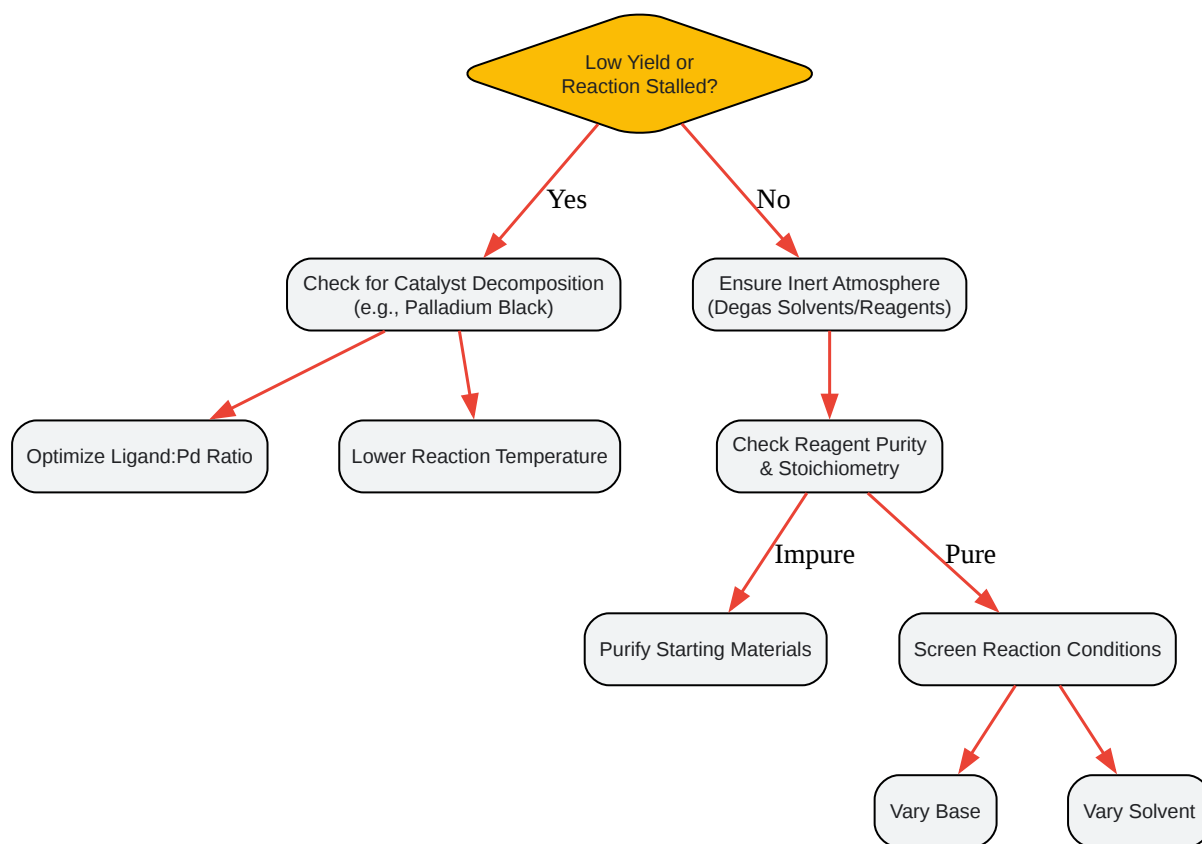 Low Yield or
Reaction Stalled?
Yes
No
Check for Catalyst Decomposition
(e.g., Palladium Black)
Ensure Inert Atmosphere
(Degas Solvents/Reagents)
Optimize Ligand:Pd Ratio
Lower Reaction Temperature
Check Reagent Purity
& Stoichiometry
Impure
Pure
Purify Starting Materials
Screen Reaction Conditions
Vary Base
Vary Solvent